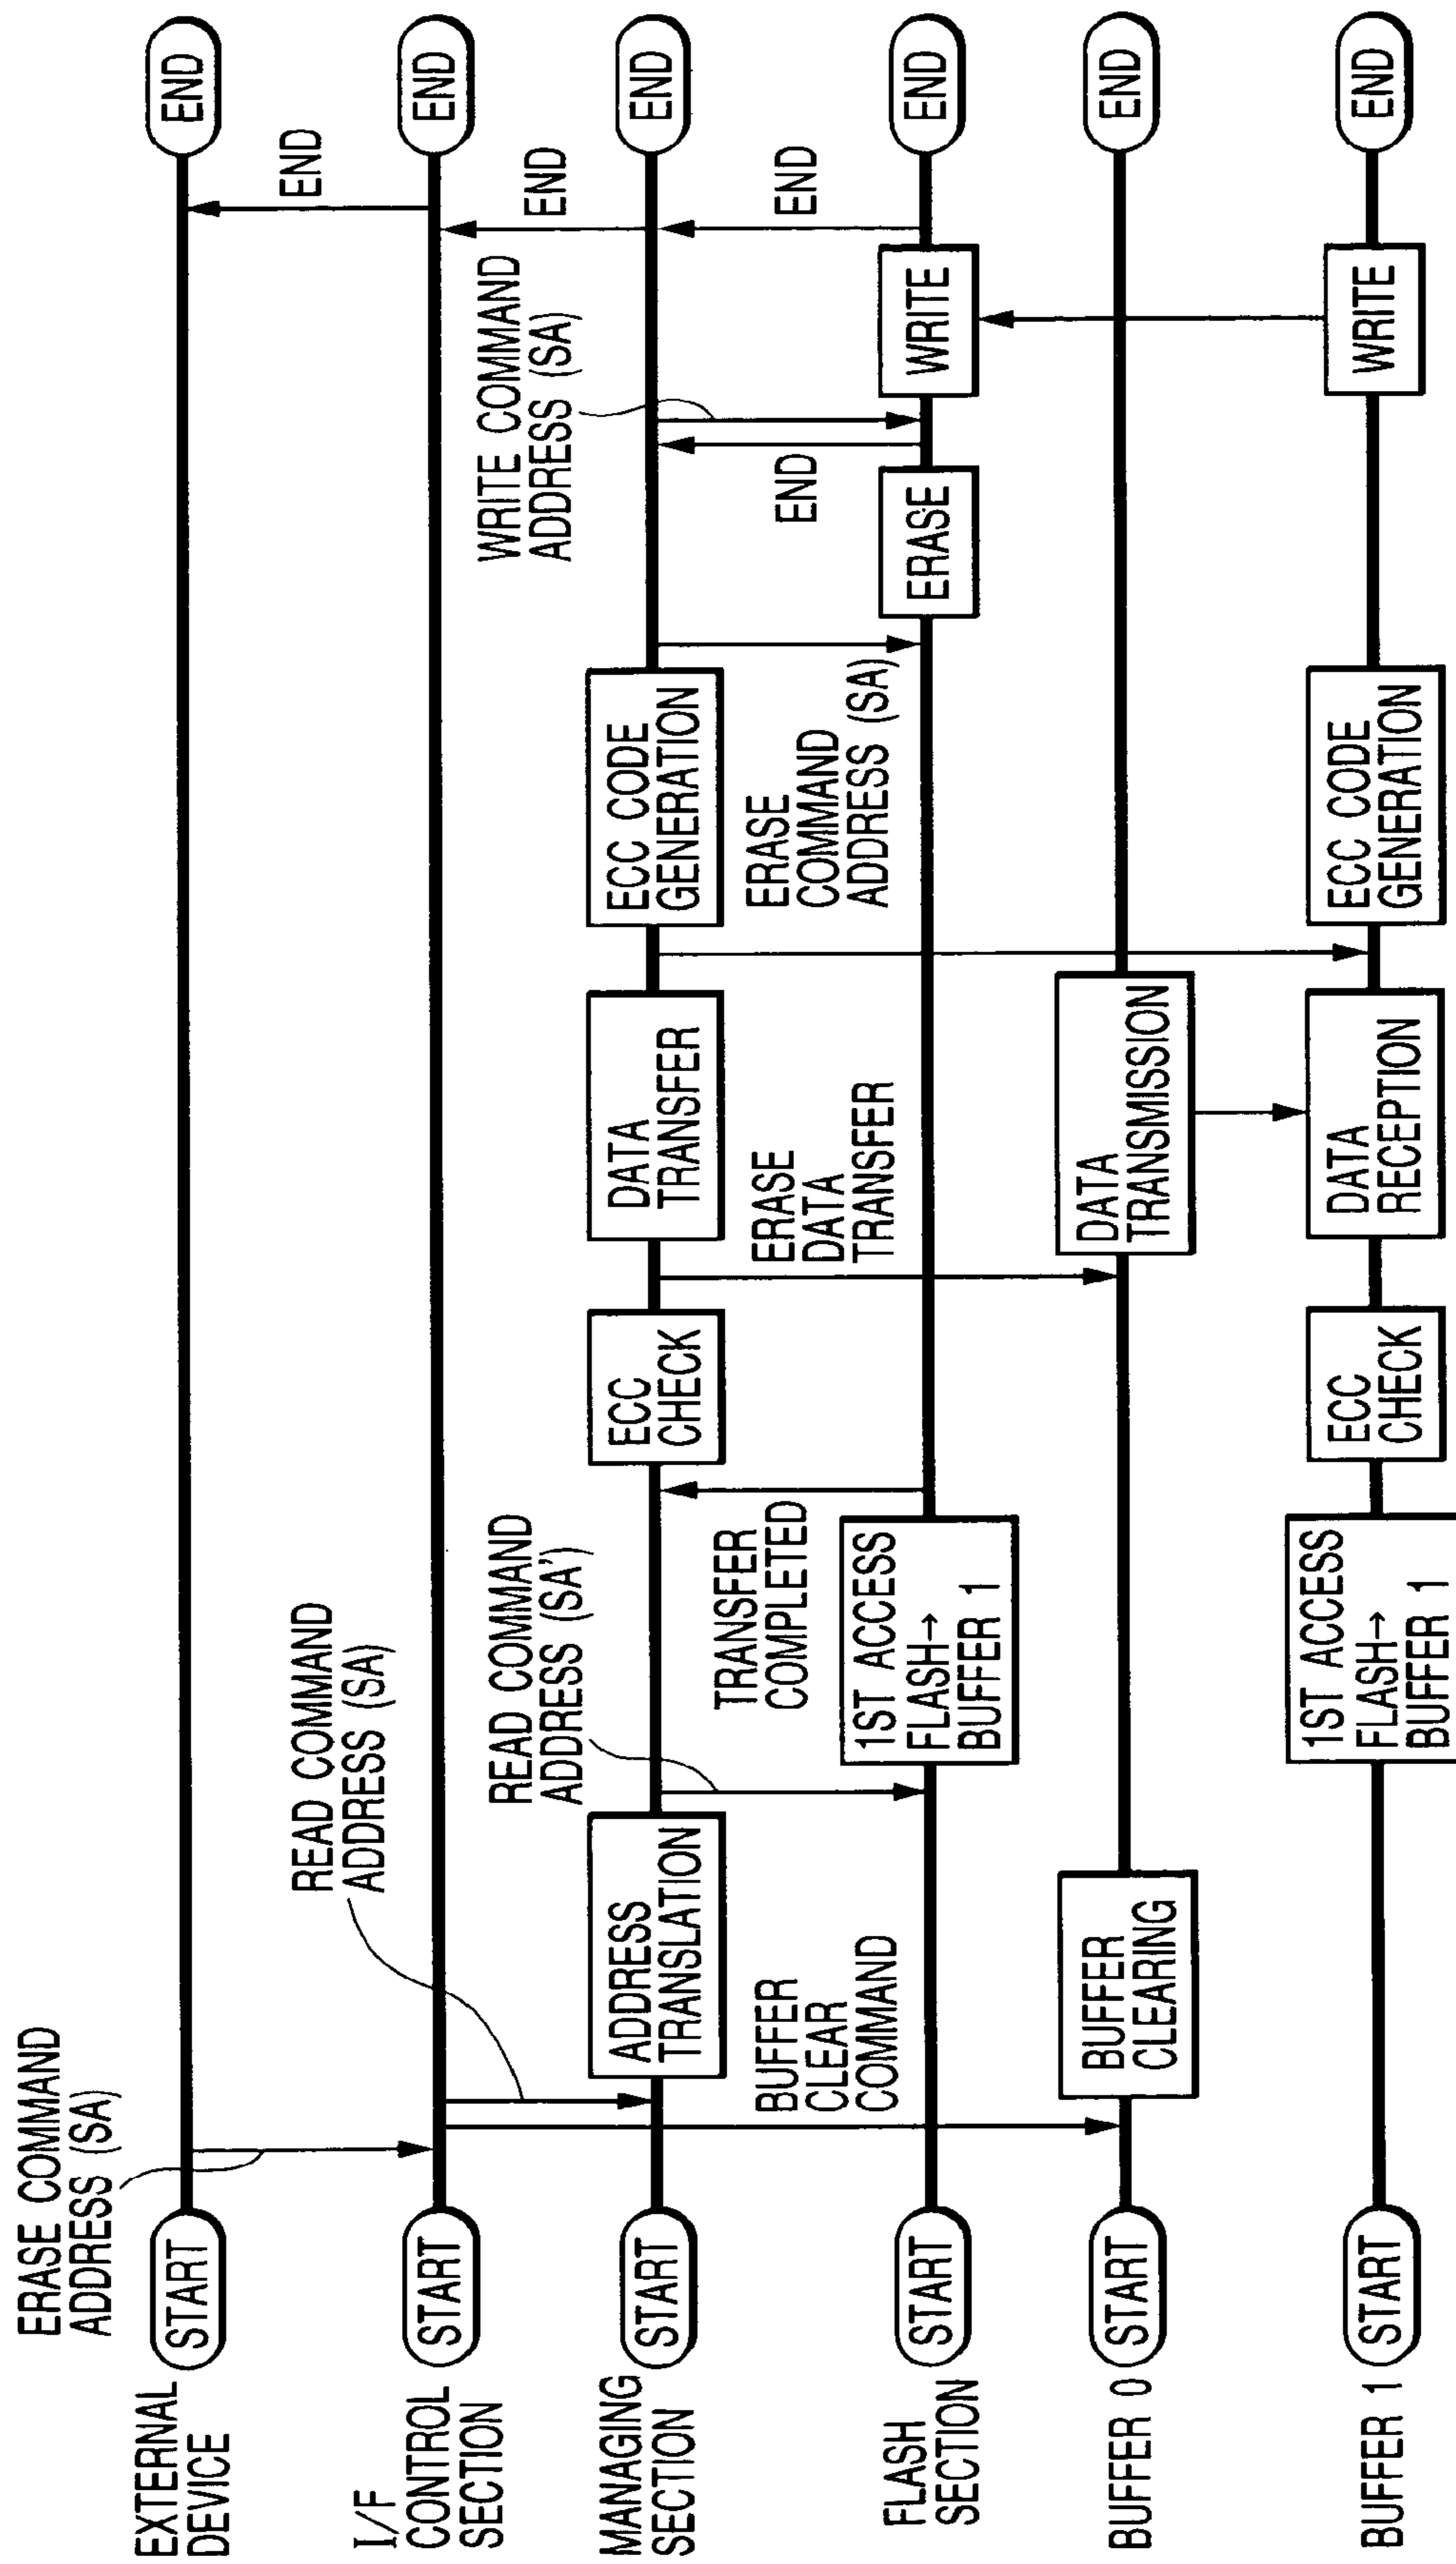 EXTERNAL
DEVICE
START
ERASE COMMAND
ADDRESS (SA)
END
END
I/F
CONTROL
SECTION
START
READ COMMAND
ADDRESS (SA)
END
END
MANAGING
SECTION
START
ADDRESS
TRANSLATION
READ COMMAND
ADDRESS (SA')
ECC
CHECK
DATA
TRANSFER
ECC CODE
GENERATION
WRITE COMMAND
ADDRESS (SA)
END
BUFFER
CLEAR
COMMAND
TRANSFER
COMPLETED
ERASE
DATA
TRANSFER
ERASE
COMMAND
ADDRESS (SA)
END
END
FLASH
SECTION
START
1ST ACCESS
FLASH→
BUFFER 1
ERASE
WRITE
END
BUFFER 0
START
BUFFER
CLEARING
DATA
TRANSMISSION
END
BUFFER 1
START
1ST ACCESS
FLASH→
BUFFER 1
ECC
CHECK
DATA
RECEPTION
ECC CODE
GENERATION
WRITE
END